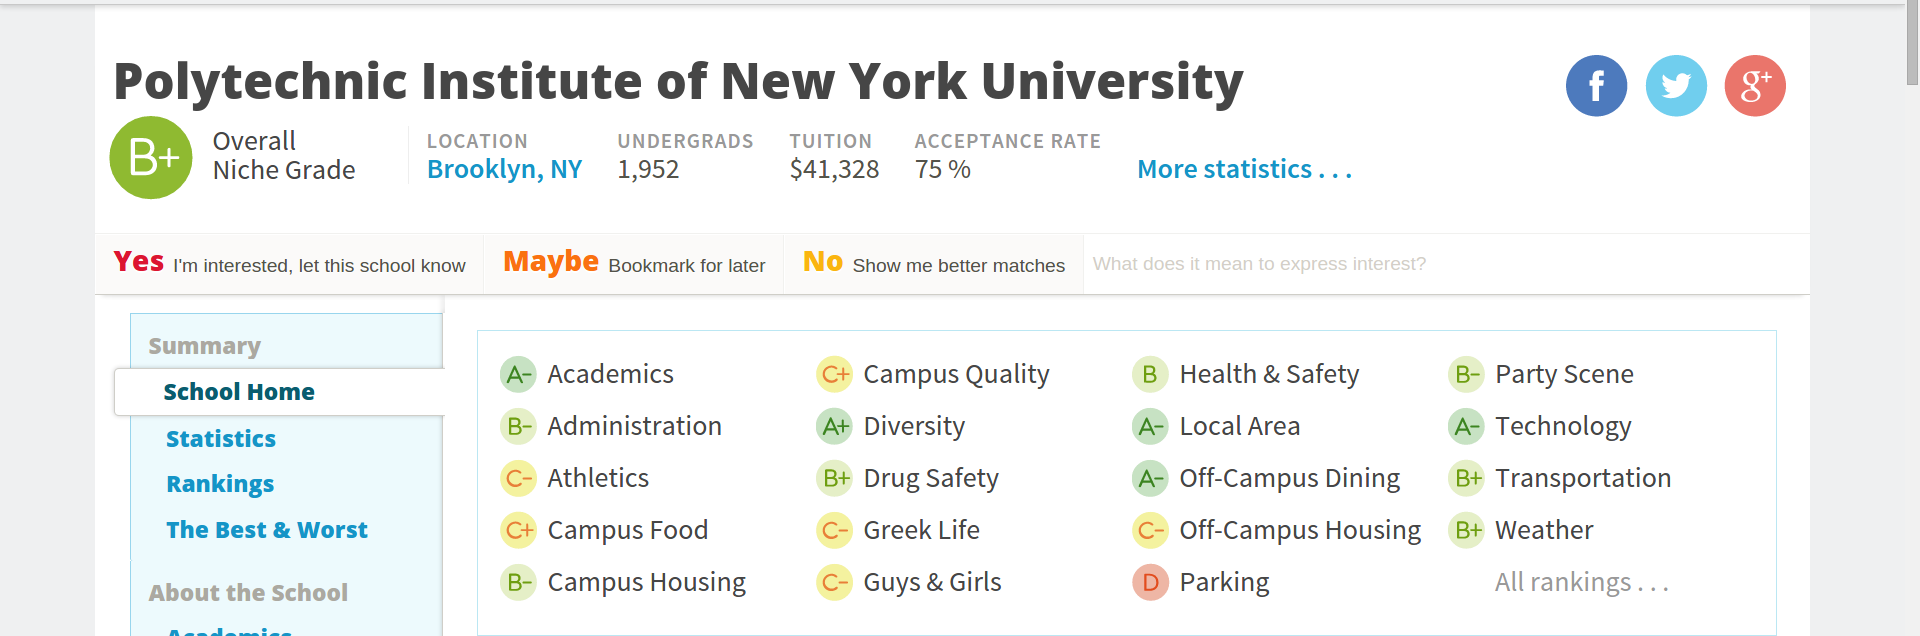 Polytechnic Institute of New York University
f
g+
B+
Overall
Niche Grade
LOCATION
Brooklyn, NY
UNDERGRADS
1,952
TUITION
$41,328
ACCEPTANCE RATE
75 %
More statistics . . .
Yes I'm interested, let this school know
Maybe Bookmark for later
No Show me better matches
What does it mean to express interest?
Summary
School Home
Statistics
Rankings
The Best & Worst
About the School
Academics
A- Academics
B- Administration
C- Athletics
C+ Campus Food
B- Campus Housing
C+ Campus Quality
A+ Diversity
B+ Drug Safety
C- Greek Life
C- Guys & Girls
B Health & Safety
A- Local Area
A- Off-Campus Dining
C- Off-Campus Housing
D Parking
B- Party Scene
A- Technology
B+ Transportation
B+ Weather
All rankings . . .